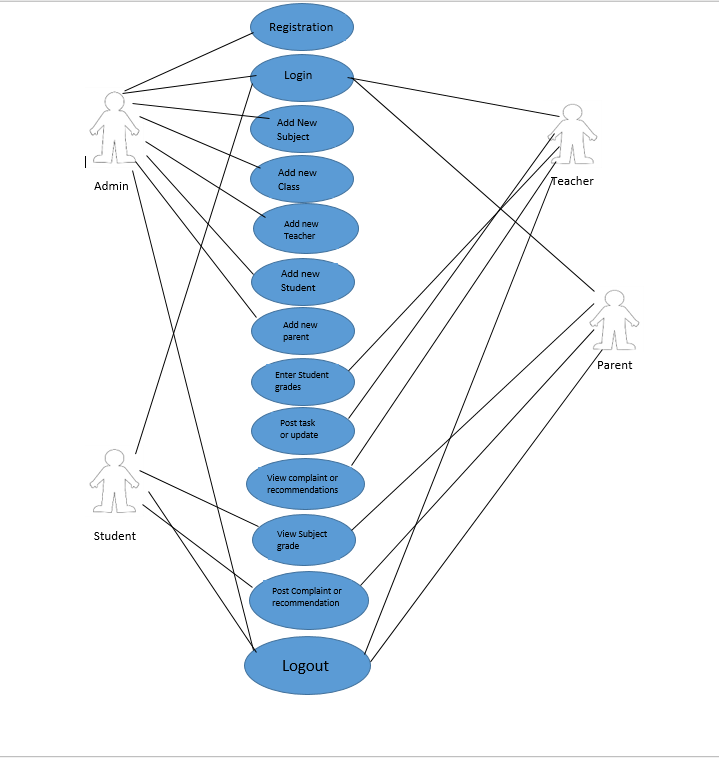 Registration
Login
Add New
Subject
Add new
Class
Add new
Teacher
Add new
Student
Add new
parent
Enter Student
grades
Post task
or update
View complaint or
recommendations
View Subject
grade
Post Complaint or
recommendation
Logout
Admin
Student
Teacher
Parent